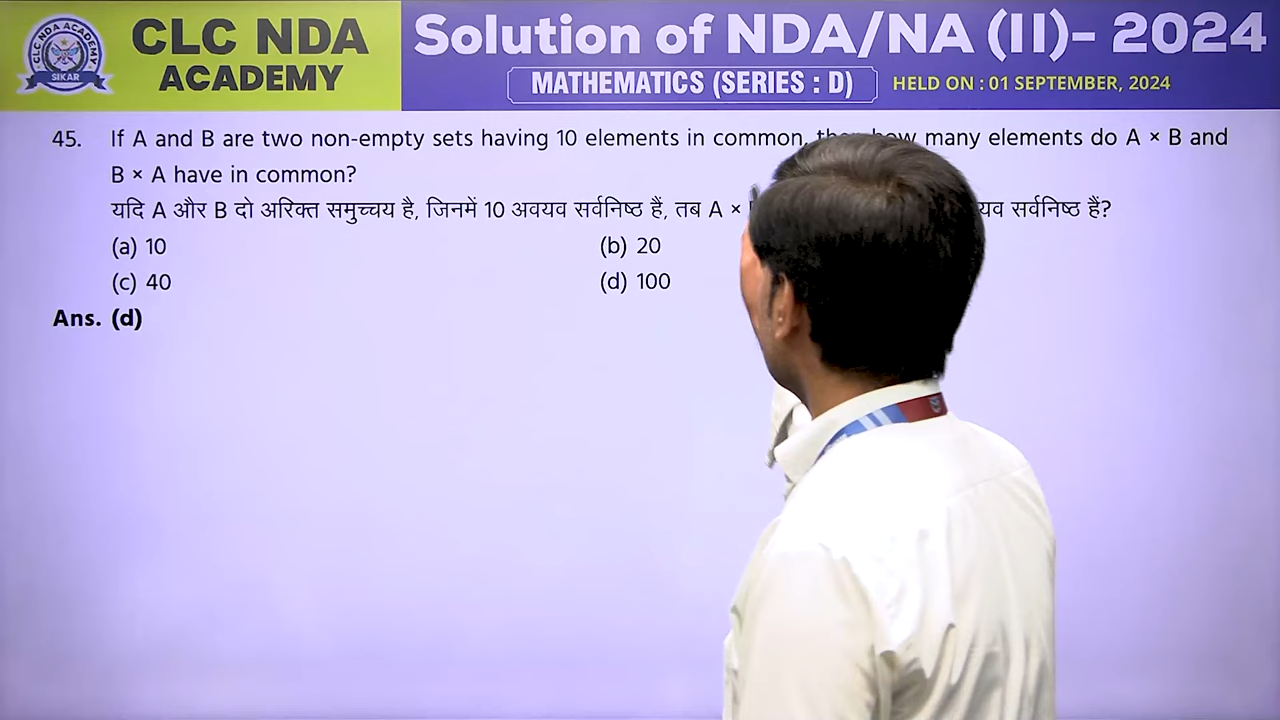 CLC NDA ACADEMY
SIKAR
CLC NDA
ACADEMY
Solution of NDA/NA (II)- 2024
MATHEMATICS (SERIES : D)
HELD ON : 01 SEPTEMBER, 2024
45. If A and B are two non-empty sets having 10 elements in common, how many elements do A × B and
B × A have in common?
यदि A और B दो अरिक्त समुच्चय है, जिनमें 10 अवयव सर्वनिष्ठ हैं, तब A × सर्वनिष्ठ हैं?
(a) 10
(b) 20
(c) 40
(d) 100
Ans. (d)